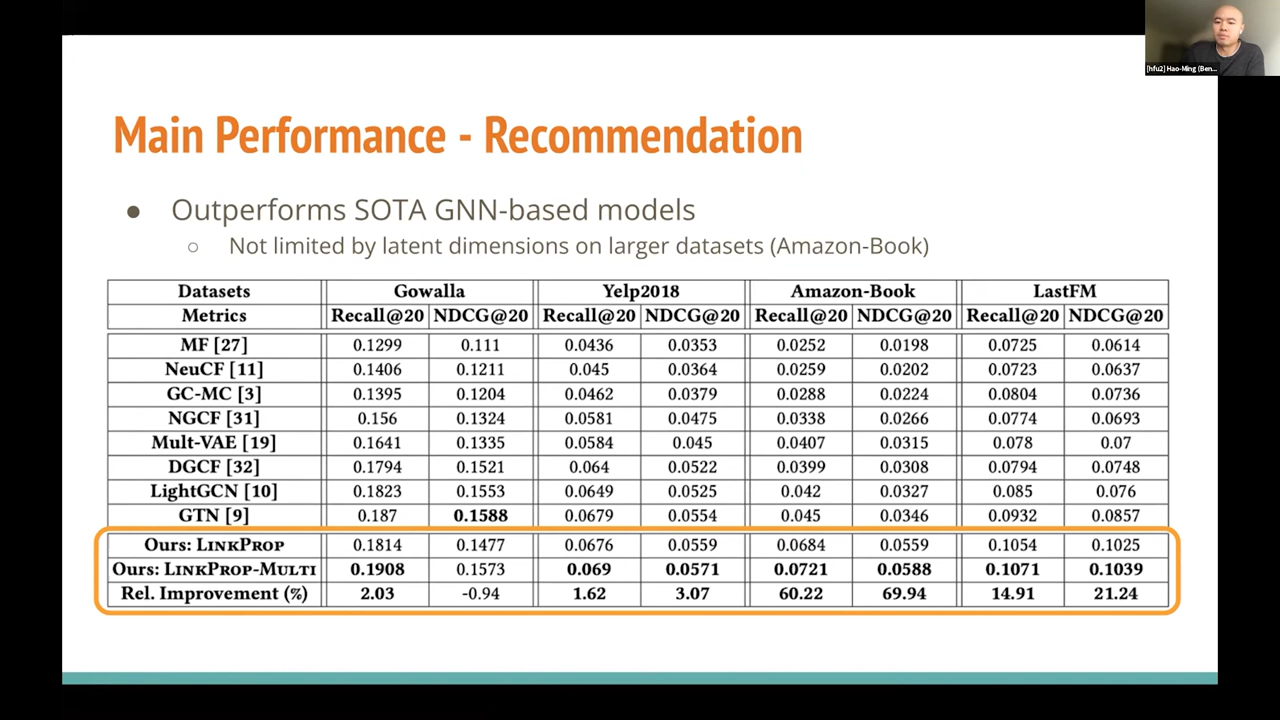 [hfu2] Hao-Ming (Ben...
Main Performance - Recommendation
● Outperforms SOTA GNN-based models
○ Not limited by latent dimensions on larger datasets (Amazon-Book)
Datasets Gowalla Yelp2018 Amazon-Book LastFM
Metrics Recall@20 NDCG@20 Recall@20 NDCG@20 Recall@20 NDCG@20 Recall@20 NDCG@20
MF [27] 0.1299 0.111 0.0436 0.0353 0.0252 0.0198 0.0725 0.0614
NeuCF [11] 0.1406 0.1211 0.045 0.0364 0.0259 0.0202 0.0723 0.0637
GC-MC [3] 0.1395 0.1204 0.0462 0.0379 0.0288 0.0224 0.0804 0.0736
NGCF [31] 0.156 0.1324 0.0581 0.0475 0.0338 0.0266 0.0774 0.0693
Mult-VAE [19] 0.1641 0.1335 0.0584 0.045 0.0407 0.0315 0.078 0.07
DGCF [32] 0.1794 0.1521 0.064 0.0522 0.0399 0.0308 0.0794 0.0748
LightGCN [10] 0.1823 0.1553 0.0649 0.0525 0.042 0.0327 0.085 0.076
GTN [9] 0.187 0.1588 0.0679 0.0554 0.045 0.0346 0.0932 0.0857
Ours: LINKPROP 0.1814 0.1477 0.0676 0.0559 0.0684 0.0559 0.1054 0.1025
Ours: LINKPROP-MULTI 0.1908 0.1573 0.069 0.0571 0.0721 0.0588 0.1071 0.1039
Rel. Improvement (%) 2.03 -0.94 1.62 3.07 60.22 69.94 14.91 21.24